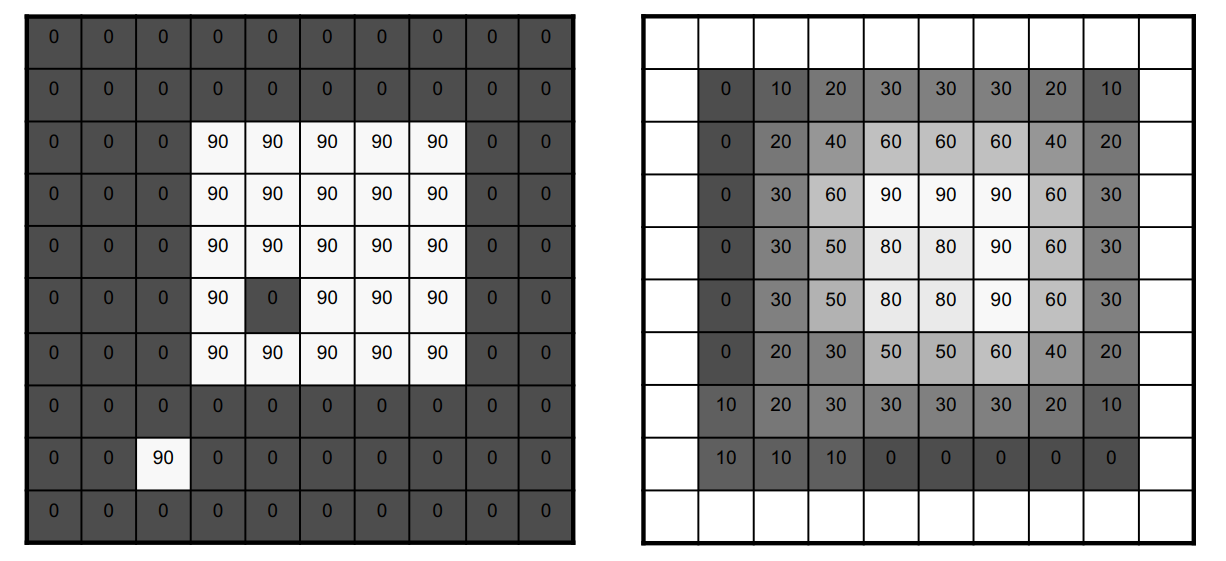 0 0 0 0 0 0 0 0 0 0
0 0 0 0 0 0 0 0 0 0
0 0 0 90 90 90 90 90 0 0
0 0 0 90 90 90 90 90 0 0
0 0 0 90 90 90 90 90 0 0
0 0 0 90 0 90 90 90 0 0
0 0 0 90 90 90 90 90 0 0
0 0 0 0 0 0 0 0 0 0
0 0 90 0 0 0 0 0 0 0
0 0 0 0 0 0 0 0 0 0
0 10 20 30 30 30 20 10
0 20 40 60 60 60 40 20
0 30 60 90 90 90 60 30
0 30 50 80 80 90 60 30
0 30 50 80 80 90 60 30
0 20 30 50 50 60 40 20
10 20 30 30 30 30 20 10
10 10 10 0 0 0 0 0